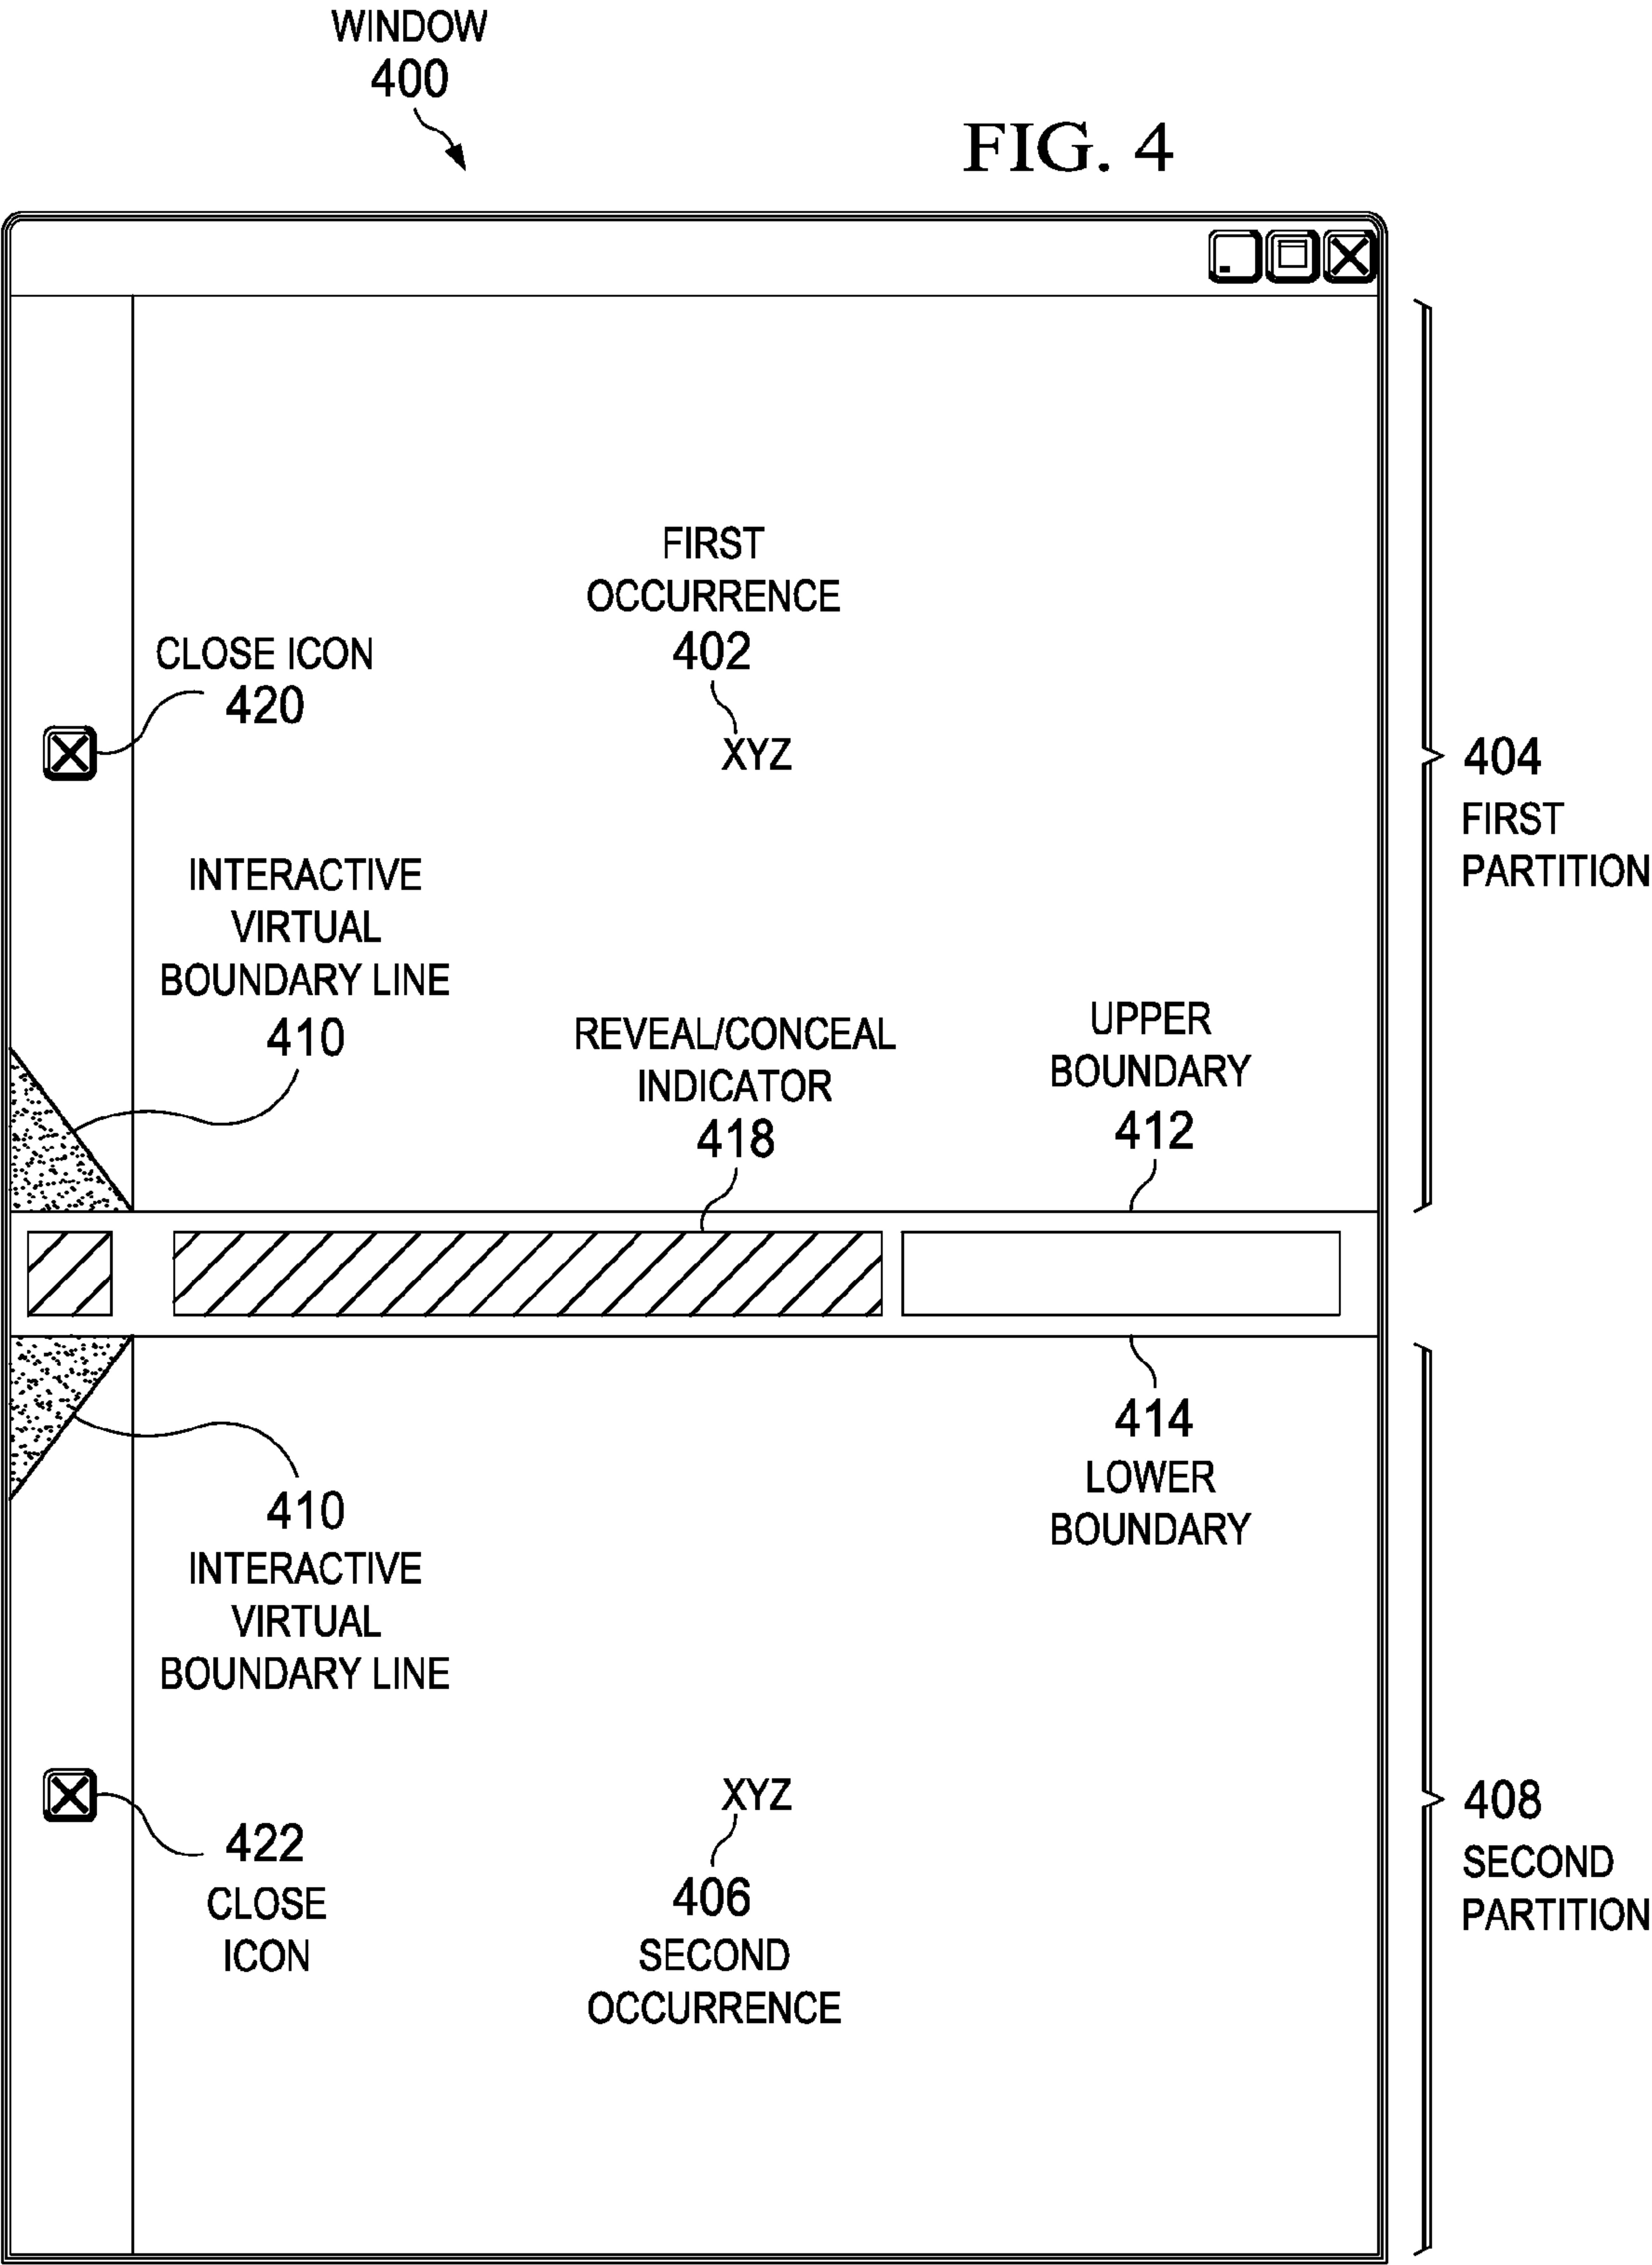 WINDOW
400
FIG. 4
FIRST
OCCURRENCE
402
XYZ
CLOSE ICON
420
404
FIRST
PARTITION
INTERACTIVE
VIRTUAL
BOUNDARY LINE
410
REVEAL/CONCEAL
INDICATOR
418
UPPER
BOUNDARY
412
414
LOWER
BOUNDARY
410
INTERACTIVE
VIRTUAL
BOUNDARY LINE
XYZ
406
SECOND
OCCURRENCE
422
CLOSE
ICON
408
SECOND
PARTITION